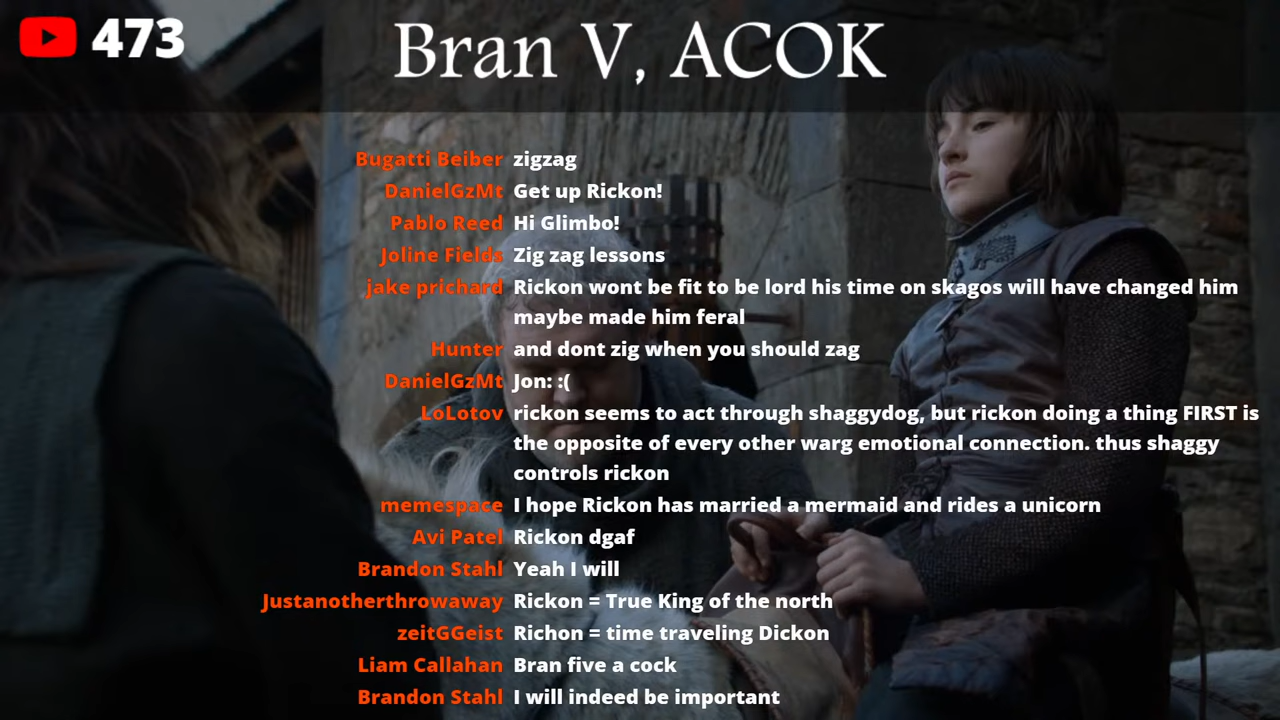 473
Bran V, ACOK
Bugatti Beiber zigzag
DanielGzMt Get up Rickon!
Pablo Reed Hi Glimbo!
Joline Fields Zig zag lessons
jake prichard Rickon wont be fit to be lord his time on skagos will have changed him
maybe made him feral
Hunter and dont zig when you should zag
DanielGzMt Jon: :(
LoLotov rickon seems to act through shaggydog, but rickon doing a thing FIRST is
the opposite of every other warg emotional connection. thus shaggy
controls rickon
memespace I hope Rickon has married a mermaid and rides a unicorn
Avi Patel Rickon dgaf
Brandon Stahl Yeah I will
Justanotherthrowaway Rickon = True King of the north
zeitGGeist Richon = time traveling Dickon
Liam Callahan Bran five a cock
Brandon Stahl I will indeed be important